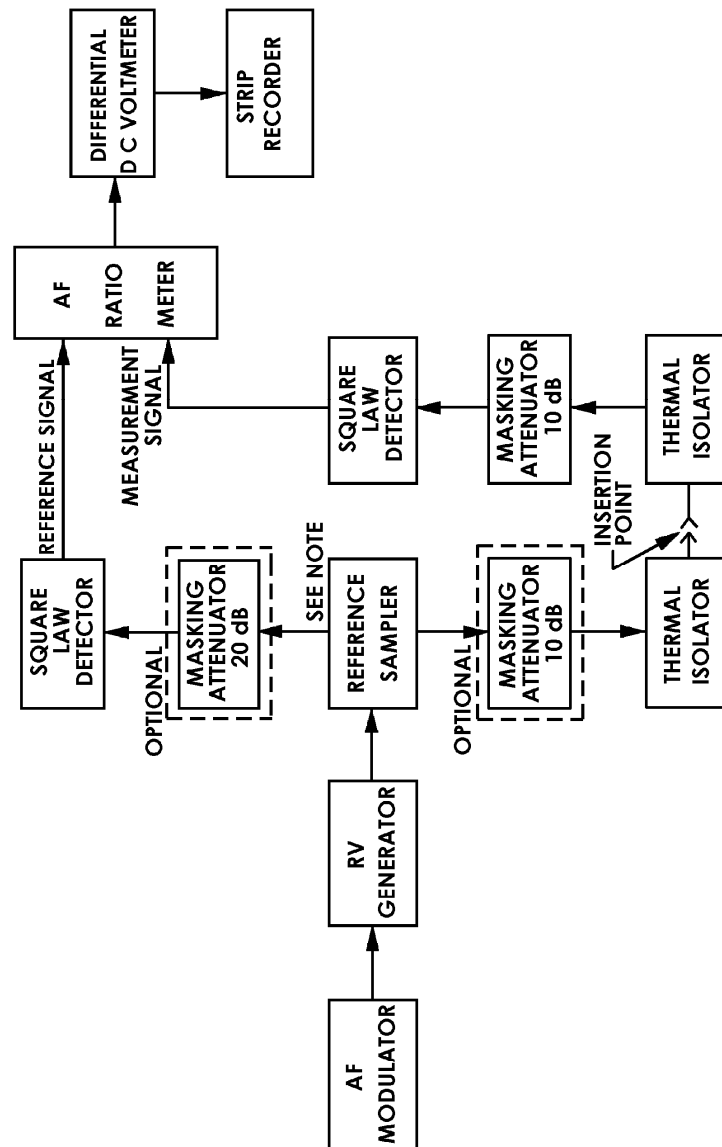 AF
MODULATOR
RV
GENERATOR
REFERENCE
SAMPLER
SEE NOTE
OPTIONAL
MASKING
ATTENUATOR
20 dB
SQUARE
LAW
DETECTOR
REFERENCE SIGNAL
OPTIONAL
MASKING
ATTENUATOR
10 dB
THERMAL
ISOLATOR
INSERTION
POINT
THERMAL
ISOLATOR
MASKING
ATTENUATOR
10 dB
SQUARE
LAW
DETECTOR
MEASUREMENT
SIGNAL
AF
RATIO
METER
DIFFERENTIAL
D C VOLTMETER
STRIP
RECORDER